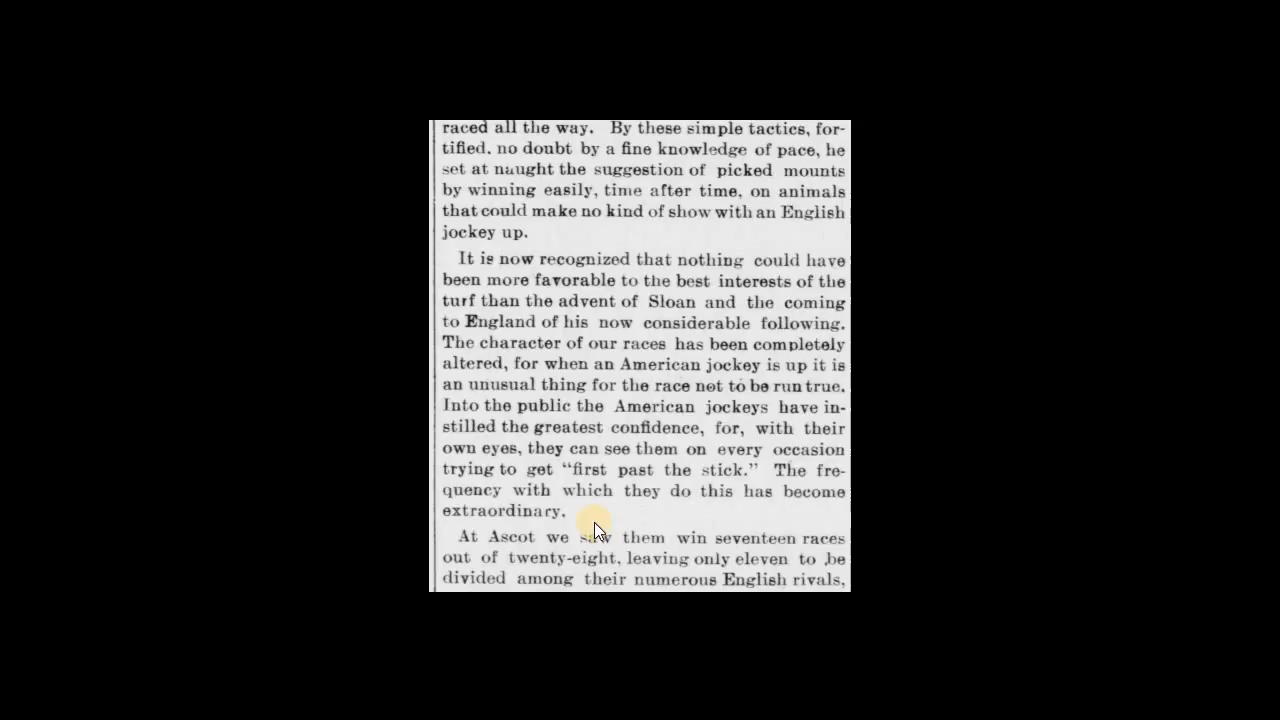 raced all the way. By these simple tactics, for-
tified, no doubt by a fine knowledge of pace, he
set at naught the suggestion of picked mounts
by winning easily, time after time, on animals
that could make no kind of show with an English
jockey up.
It is now recognized that nothing could have
been more favorable to the best interests of the
turf than the advent of Sloan and the coming
to England of his now considerable following.
The character of our races has been completely
altered, for when an American jockey is up it is
an unusual thing for the race not to be run true.
Into the public the American jockeys have in-
stilled the greatest confidence, for, with their
own eyes, they can see them on every occasion
trying to get "first past the stick." The fre-
quency with which they do this has become
extraordinary.
At Ascot we saw them win seventeen races
out of twenty-eight, leaving only eleven to be
divided among their numerous English rivals,